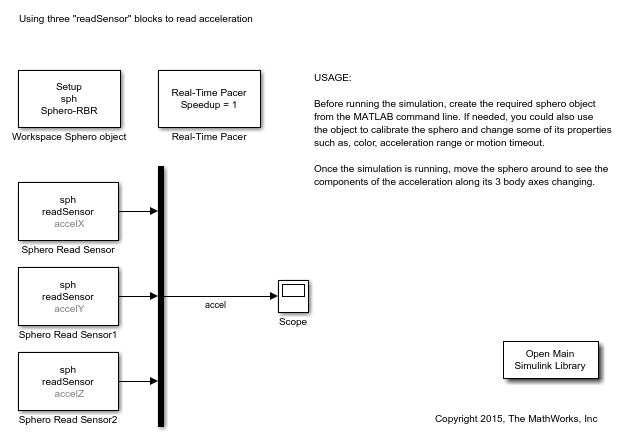 Using three "readSensor" blocks to read acceleration
Setup
sph
Sphero-RBR
Workspace Sphero object
Real-Time Pacer
Speedup = 1
Real-Time Pacer
USAGE:
Before running the simulation, create the required sphero object
from the MATLAB command line. If needed, you could also use
the object to calibrate the sphero and change some of its properties
such as, color, acceleration range or motion timeout.
Once the simulation is running, move the sphero around to see the
components of the acceleration along its 3 body axes changing.
sph
readSensor
accelX
Sphero Read Sensor
sph
readSensor
accelY
Sphero Read Sensor1
accel
Scope
sph
readSensor
accelZ
Sphero Read Sensor2
Open Main
Simulink Library
Copyright 2015, The MathWorks, Inc